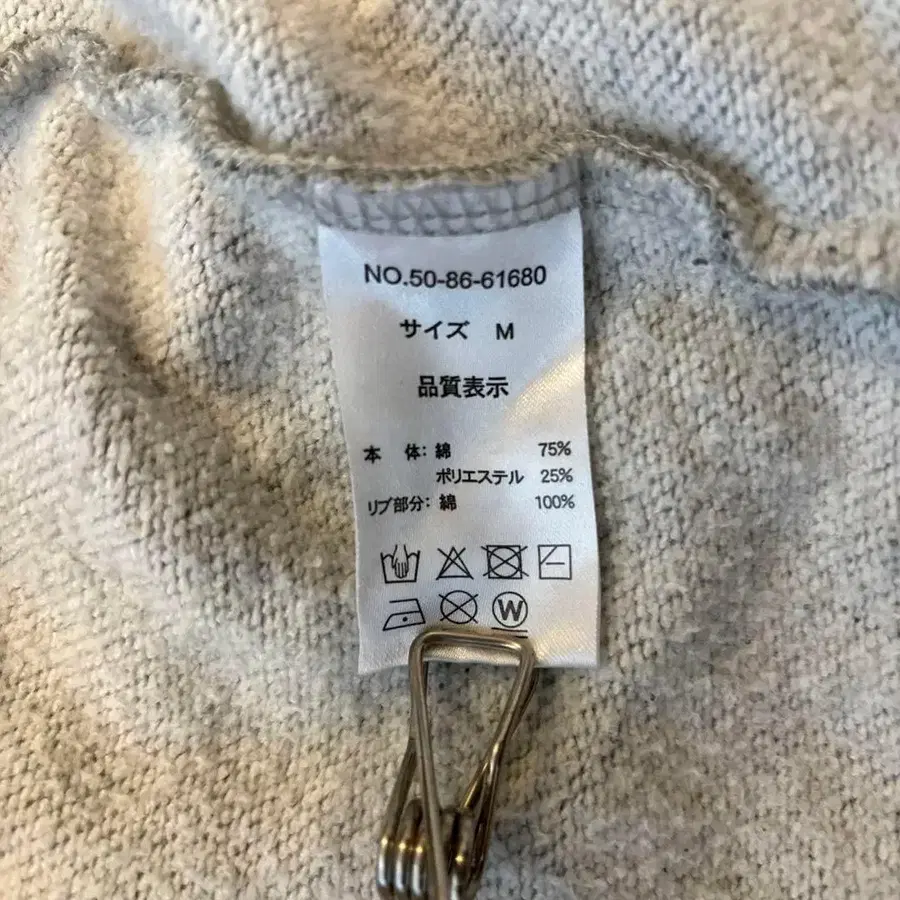 NO.50-86-61680
サイズ M
品質表示
本 体: 綿 75%
ポリエステル 25%
リブ部分: 綿 100%
W